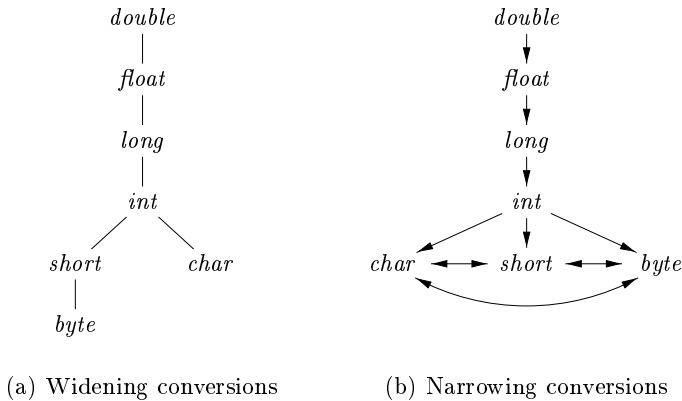 double
float
long
int
short char
byte
(a) Widening conversions
double
float
long
int
char short byte
(b) Narrowing conversions